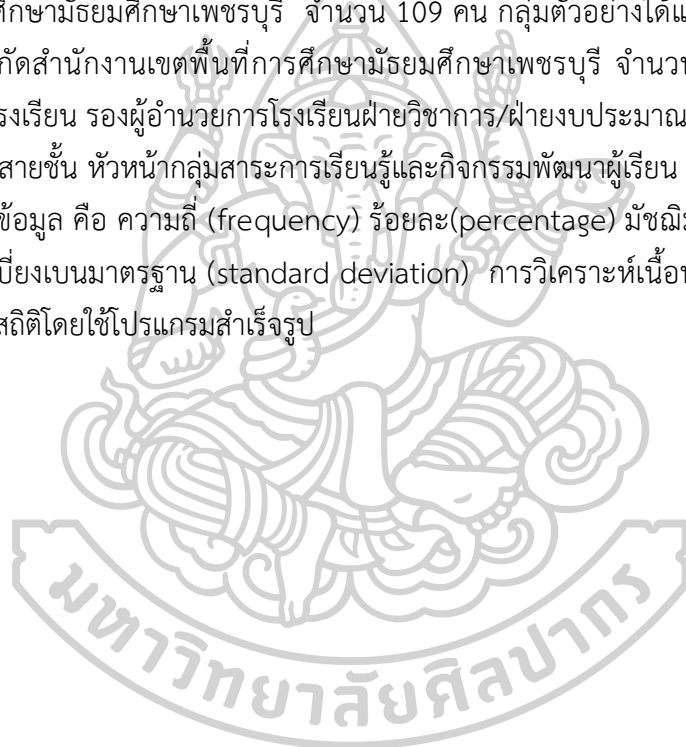 ศึกษามัธยมศึกษาเพชรบุรี จำนวน 109 คน กลุ่มตัวอย่างได้แ
กัดสำนักงานเขตพื้นที่การศึกษามัธยมศึกษาเพชรบุรี จำนวน
รงเรียน รองผู้อำนวยการโรงเรียนฝ่ายวิชาการ/ฝ่ายงบประมาณ
สายชั้น หัวหน้ากลุ่มสาระการเรียนรู้และกิจกรรมพัฒนาผู้เรียน
ข้อมูล คือ ความถี่ (frequency) ร้อยละ(percentage) มัชฌิม
บี่ยงเบนมาตรฐาน (standard deviation) การวิเคราะห์เนื้อห
สถิติโดยใช้โปรแกรมสำเร็จรูป
มหาวิทยาลัยศิลปากร